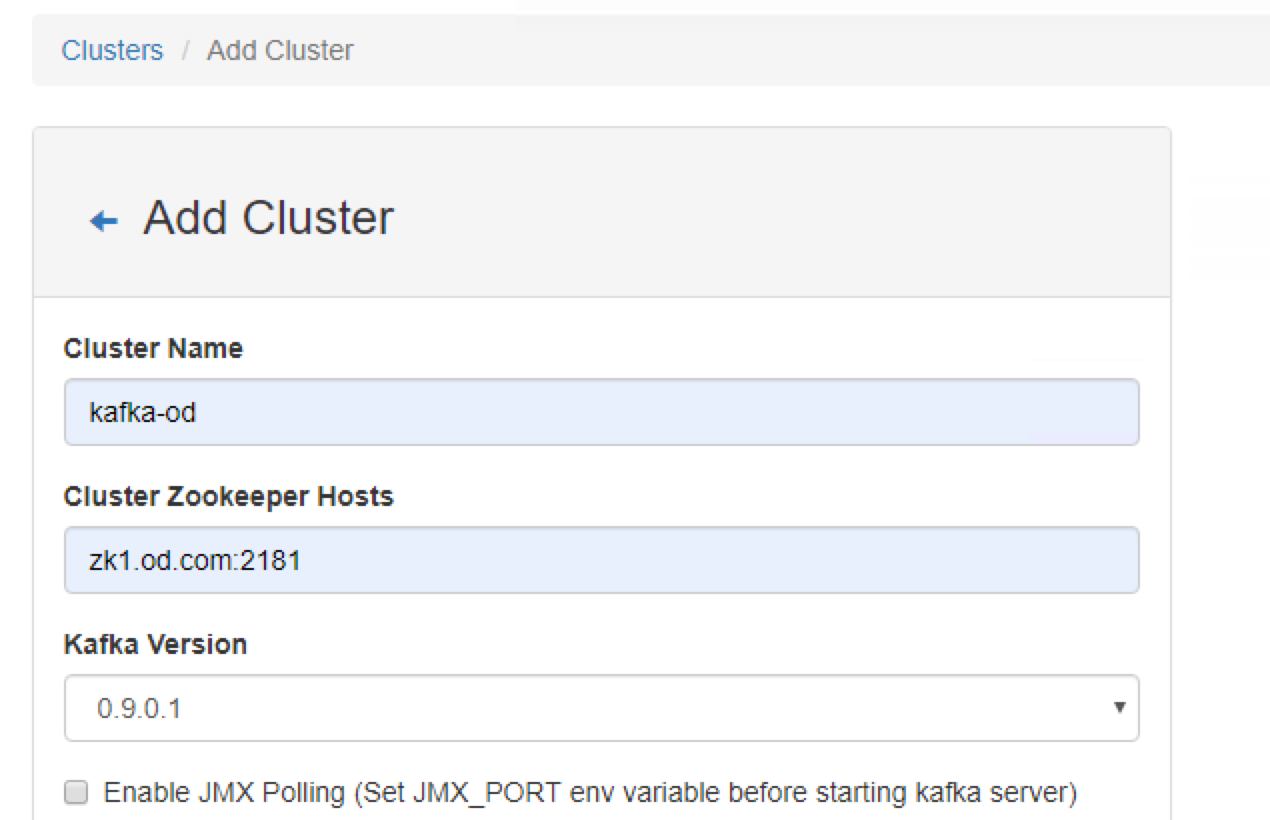 Clusters / Add Cluster
Add Cluster
Cluster Name
kafka-od
Cluster Zookeeper Hosts
zk1.od.com:2181
Kafka Version
0.9.0.1
Enable JMX Polling (Set JMX_PORT env variable before starting kafka server)